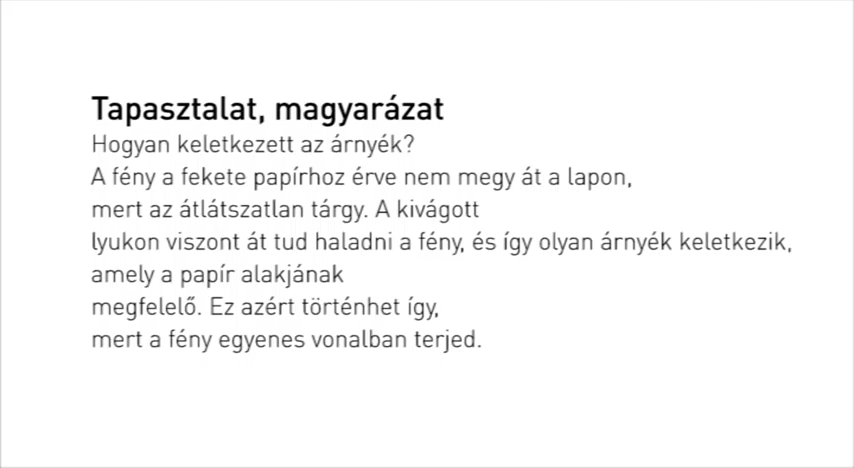 Tapasztalat, magyarázat
Hogyan keletkezett az árnyék?
A fény a fekete papírhoz érve nem megy át a lapon,
mert az átlátszatlan tárgy. A kivágott
lyukon viszont át tud haladni a fény, és így olyan árnyék keletkezik,
amely a papír alakjának
megfelelő. Ez azért történhet így,
mert a fény egyenes vonalban terjed.